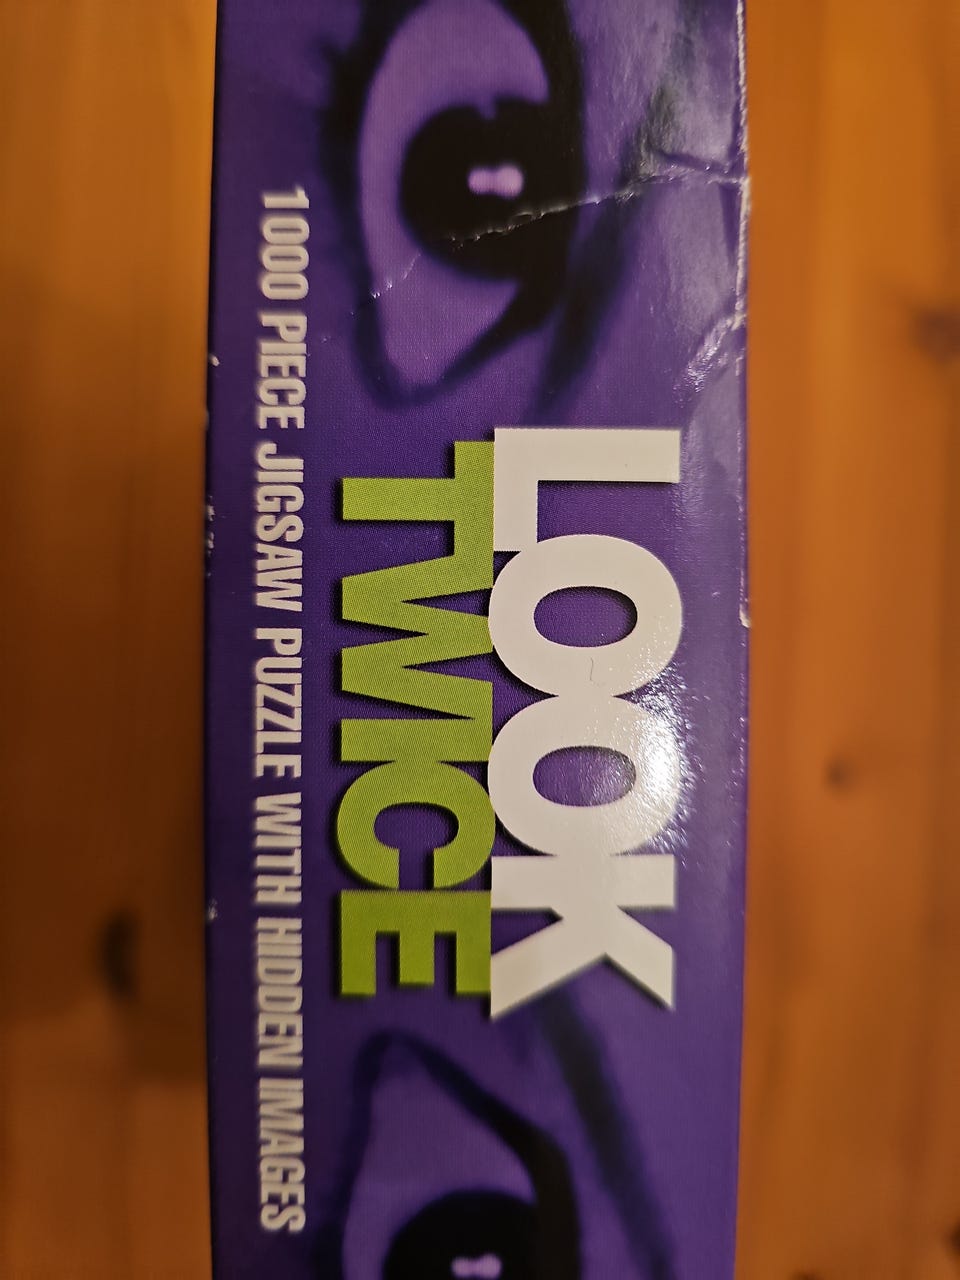 LOOK
TWICE
1000 PIECE JIGSAW PUZZLE WITH HIDDEN IMAGES